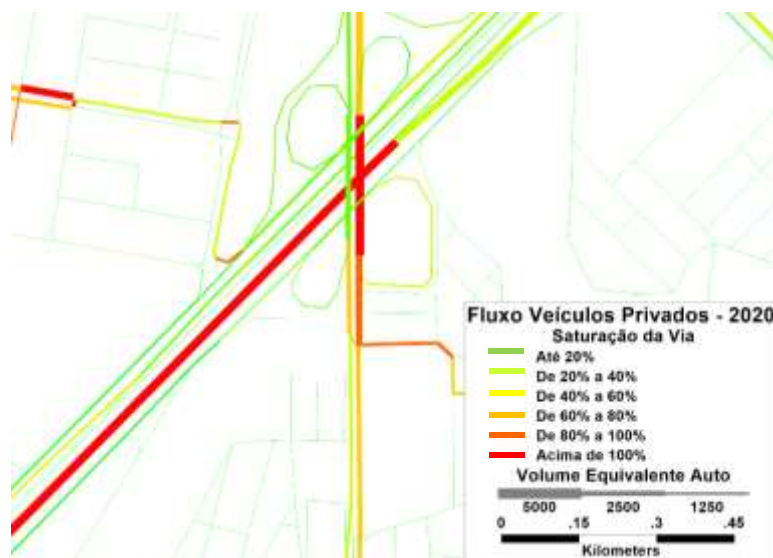 Fluxo Veículos Privados - 2020
Saturação da Via
Até 20%
De 20% a 40%
De 40% a 60%
De 60% a 80%
De 80% a 100%
Acima de 100%
Volume Equivalente Auto
5000 2500 1250
0 .15 .3 .45
Kilometers